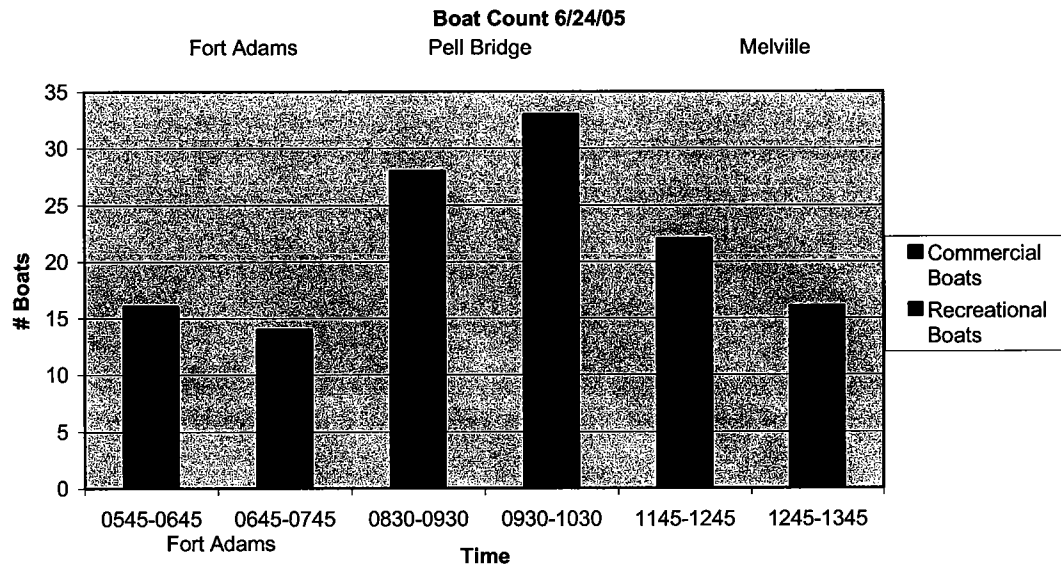 Boat Count 6/24/05
Fort Adams Pell Bridge Melville
35
30
25
20
15
10
5
0
# Boats
0545-0645 0645-0745 0830-0930 0930-1030 1145-1245 1245-1345
Fort Adams
Time
Commercial
Boats
Recreational
Boats